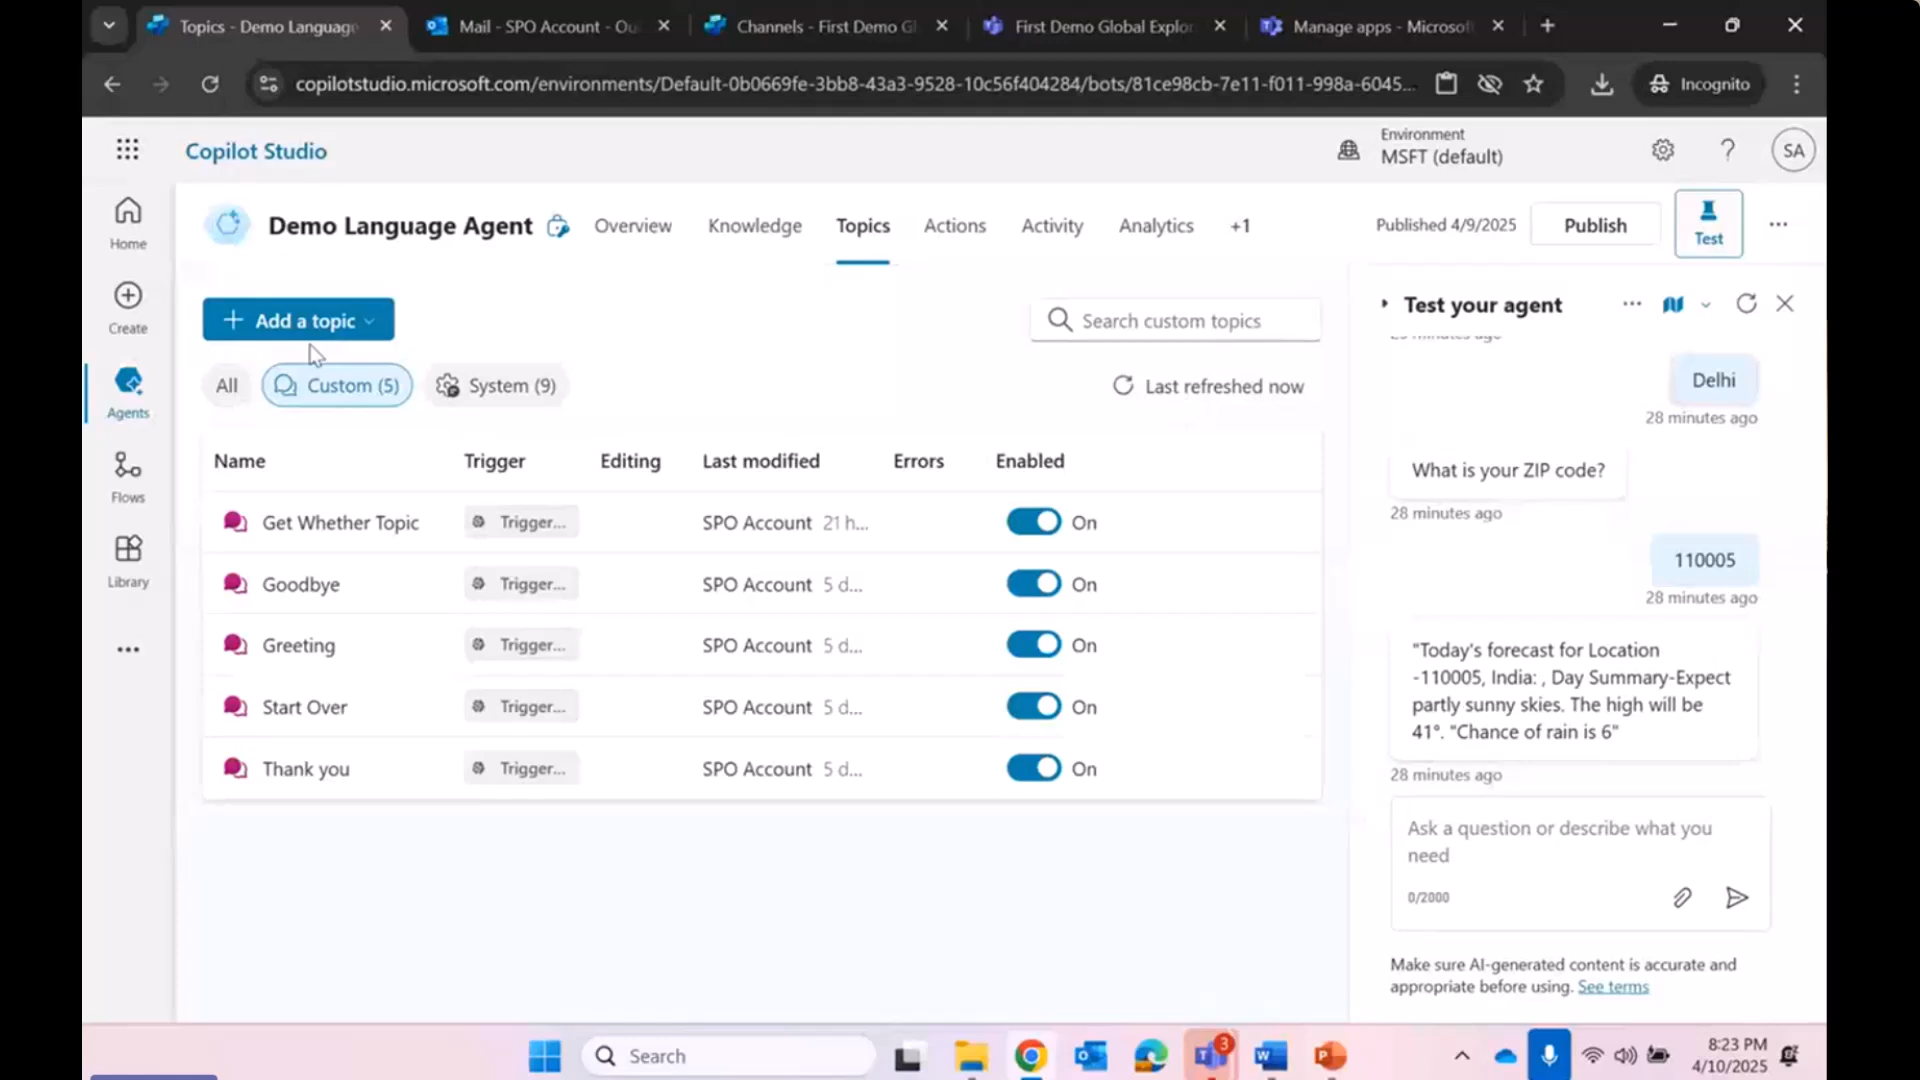 Topics - Demo Language
Mail - SPO Account - Ou
Channels - First Demo Gl
First Demo Global Explor
Manage apps - Microsof
copilotstudio.microsoft.com/environments/Default-0b0669fe-3bb8-43a3-9528-10c56f404284/bots/81ce98cb-7e11-f011-998a-6045...
Incognito
Copilot Studio
Environment
MSFT (default)
SA
Home
Create
Agents
Flows
Library
Demo Language Agent
Overview
Knowledge
Topics
Actions
Activity
Analytics
+1
Published 4/9/2025
Publish
Test
Add a topic
Search custom topics
All
Custom (5)
System (9)
Last refreshed now
Name Trigger Editing Last modified Errors Enabled
Get Whether Topic Trigger... SPO Account 21 h... On
Goodbye Trigger... SPO Account 5 d... On
Greeting Trigger... SPO Account 5 d... On
Start Over Trigger... SPO Account 5 d... On
Thank you Trigger... SPO Account 5 d... On
Test your agent
Delhi
28 minutes ago
What is your ZIP code?
28 minutes ago
110005
28 minutes ago
"Today's forecast for Location
-110005, India: , Day Summary-Expect
partly sunny skies. The high will be
41°. "Chance of rain is 6"
28 minutes ago
Ask a question or describe what you
need
0/2000
Make sure AI-generated content is accurate and
appropriate before using. See terms
Search
3
8:23 PM
4/10/2025